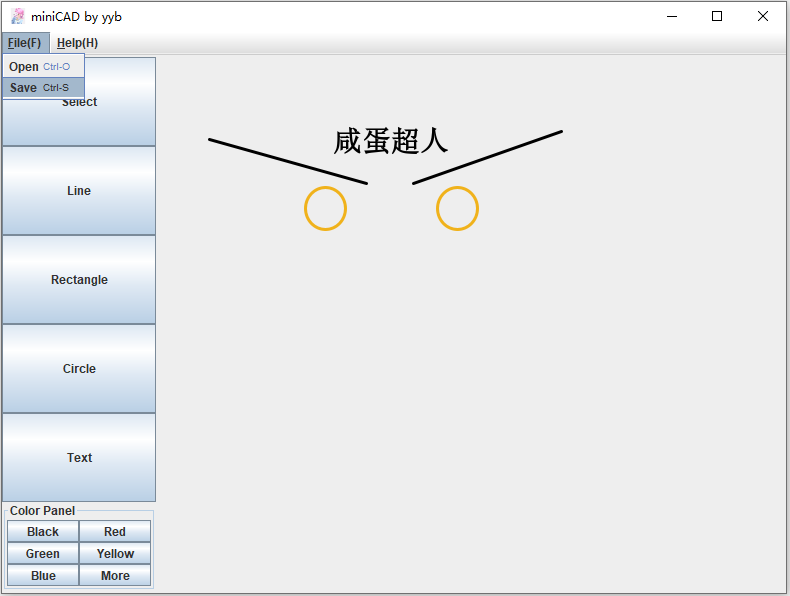 miniCAD by yyb
File(F) Help(H)
Open Ctrl-O
Save Ctrl-S
Select
Line
Rectangle
Circle
Text
Color Panel
Black Red
Green Yellow
Blue More
咸蛋超人